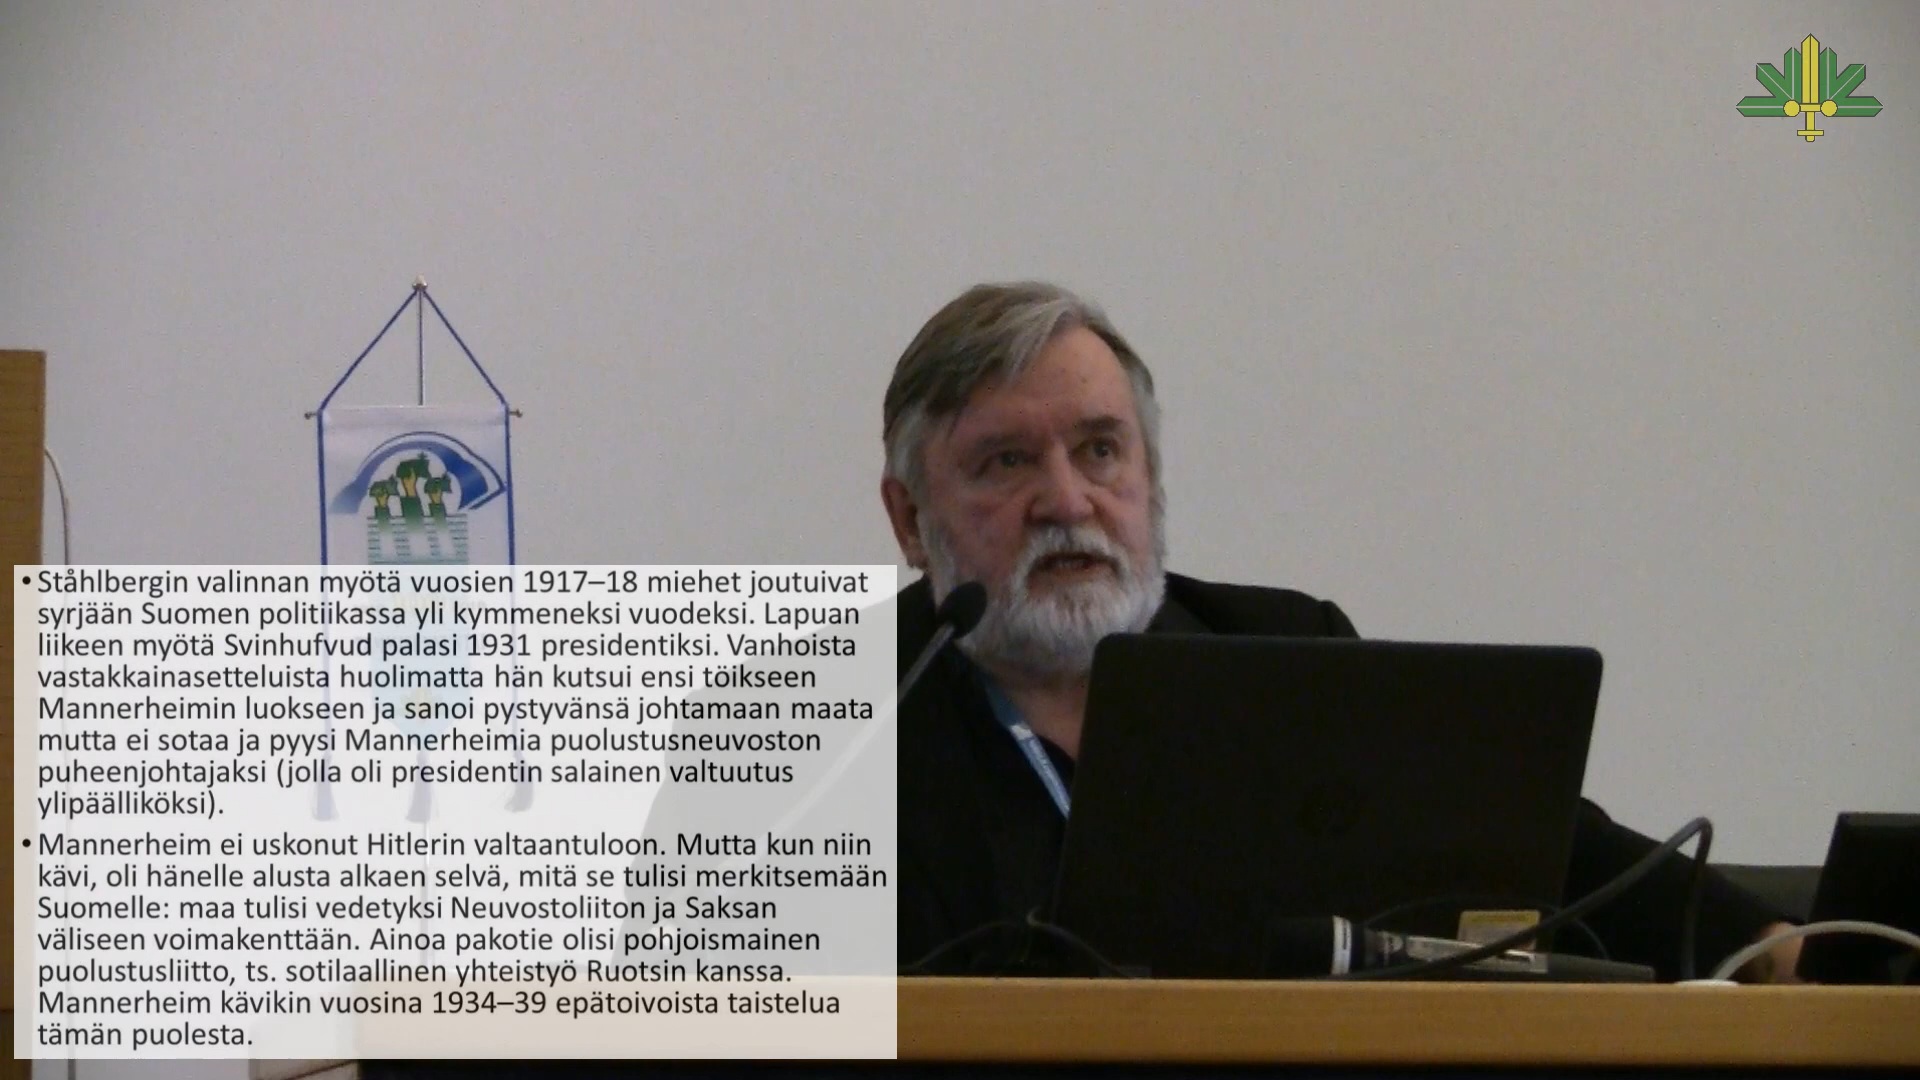 • Ståhlbergin valinnan myötä vuosien 1917–18 miehet joutuivat
syrjään Suomen politiikassa yli kymmeneksi vuodeksi. Lapuan
liikeen myötä Svinhufvud palasi 1931 presidentiksi. Vanhoista
vastakkainasetteluista huolimatta hän kutsui ensi töikseen
Mannerheimin luokseen ja sanoi pystyvänsä johtamaan maata
mutta ei sotaa ja pyysi Mannerheimia puolustusneuvoston
puheenjohtajaksi (jolla oli presidentin salainen valtuutus
ylipäälliköksi).
• Mannerheim ei uskonut Hitlerin valtaantuloon. Mutta kun niin
kävi, oli hänelle alusta alkaen selvä, mitä se tulisi merkitsemään
Suomelle: maa tulisi vedetyksi Neuvostoliiton ja Saksan
väliseen voimakenttään. Ainoa pakotie olisi pohjoismainen
puolustusliitto, ts. sotilaallinen yhteistyö Ruotsin kanssa.
Mannerheim kävikin vuosina 1934–39 epätoivoista taistelua
tämän puolesta.